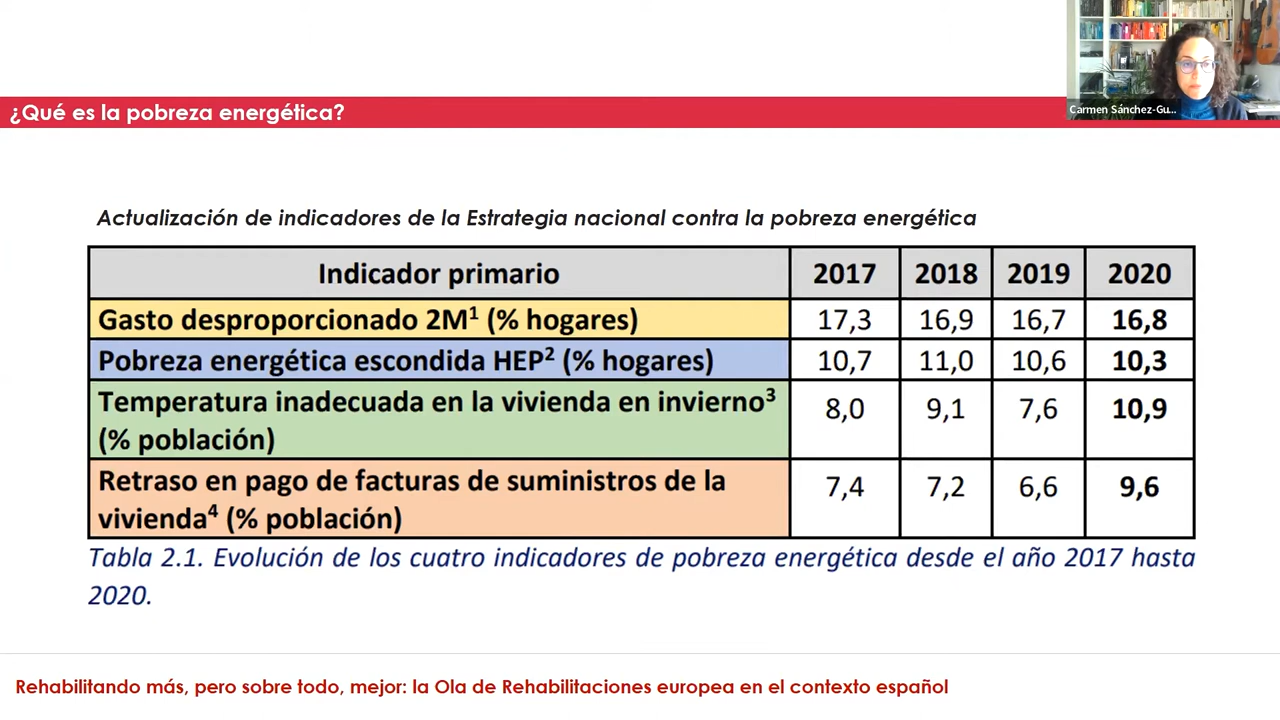 Carmen Sánchez-Gu...
¿Qué es la pobreza energética?
Actualización de indicadores de la Estrategia nacional contra la pobreza energética
Indicador primario 2017 2018 2019 2020
Gasto desproporcionado 2M¹ (% hogares) 17,3 16,9 16,7 16,8
Pobreza energética escondida HEP² (% hogares) 10,7 11,0 10,6 10,3
Temperatura inadecuada en la vivienda en invierno³
(% población) 8,0 9,1 7,6 10,9
Retraso en pago de facturas de suministros de la
vivienda⁴ (% población) 7,4 7,2 6,6 9,6
Tabla 2.1. Evolución de los cuatro indicadores de pobreza energética desde el año 2017 hasta
2020.
Rehabilitando más, pero sobre todo, mejor: la Ola de Rehabilitaciones europea en el contexto español